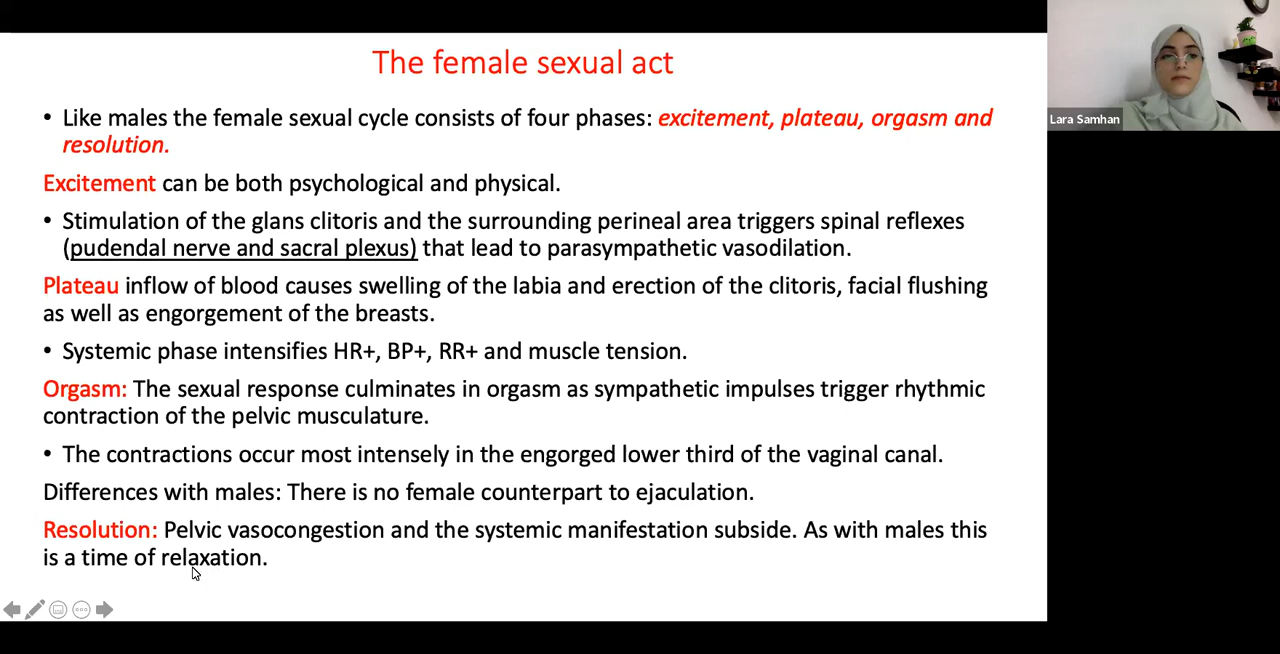 The female sexual act
• Like males the female sexual cycle consists of four phases: excitement, plateau, orgasm and
resolution.
Excitement can be both psychological and physical.
• Stimulation of the glans clitoris and the surrounding perineal area triggers spinal reflexes
(pudendal nerve and sacral plexus) that lead to parasympathetic vasodilation.
Plateau inflow of blood causes swelling of the labia and erection of the clitoris, facial flushing
as well as engorgement of the breasts.
• Systemic phase intensifies HR+, BP+, RR+ and muscle tension.
Orgasm: The sexual response culminates in orgasm as sympathetic impulses trigger rhythmic
contraction of the pelvic musculature.
• The contractions occur most intensely in the engorged lower third of the vaginal canal.
Differences with males: There is no female counterpart to ejaculation.
Resolution: Pelvic vasocongestion and the systemic manifestation subside. As with males this
is a time of relaxation.
Lara Samhan